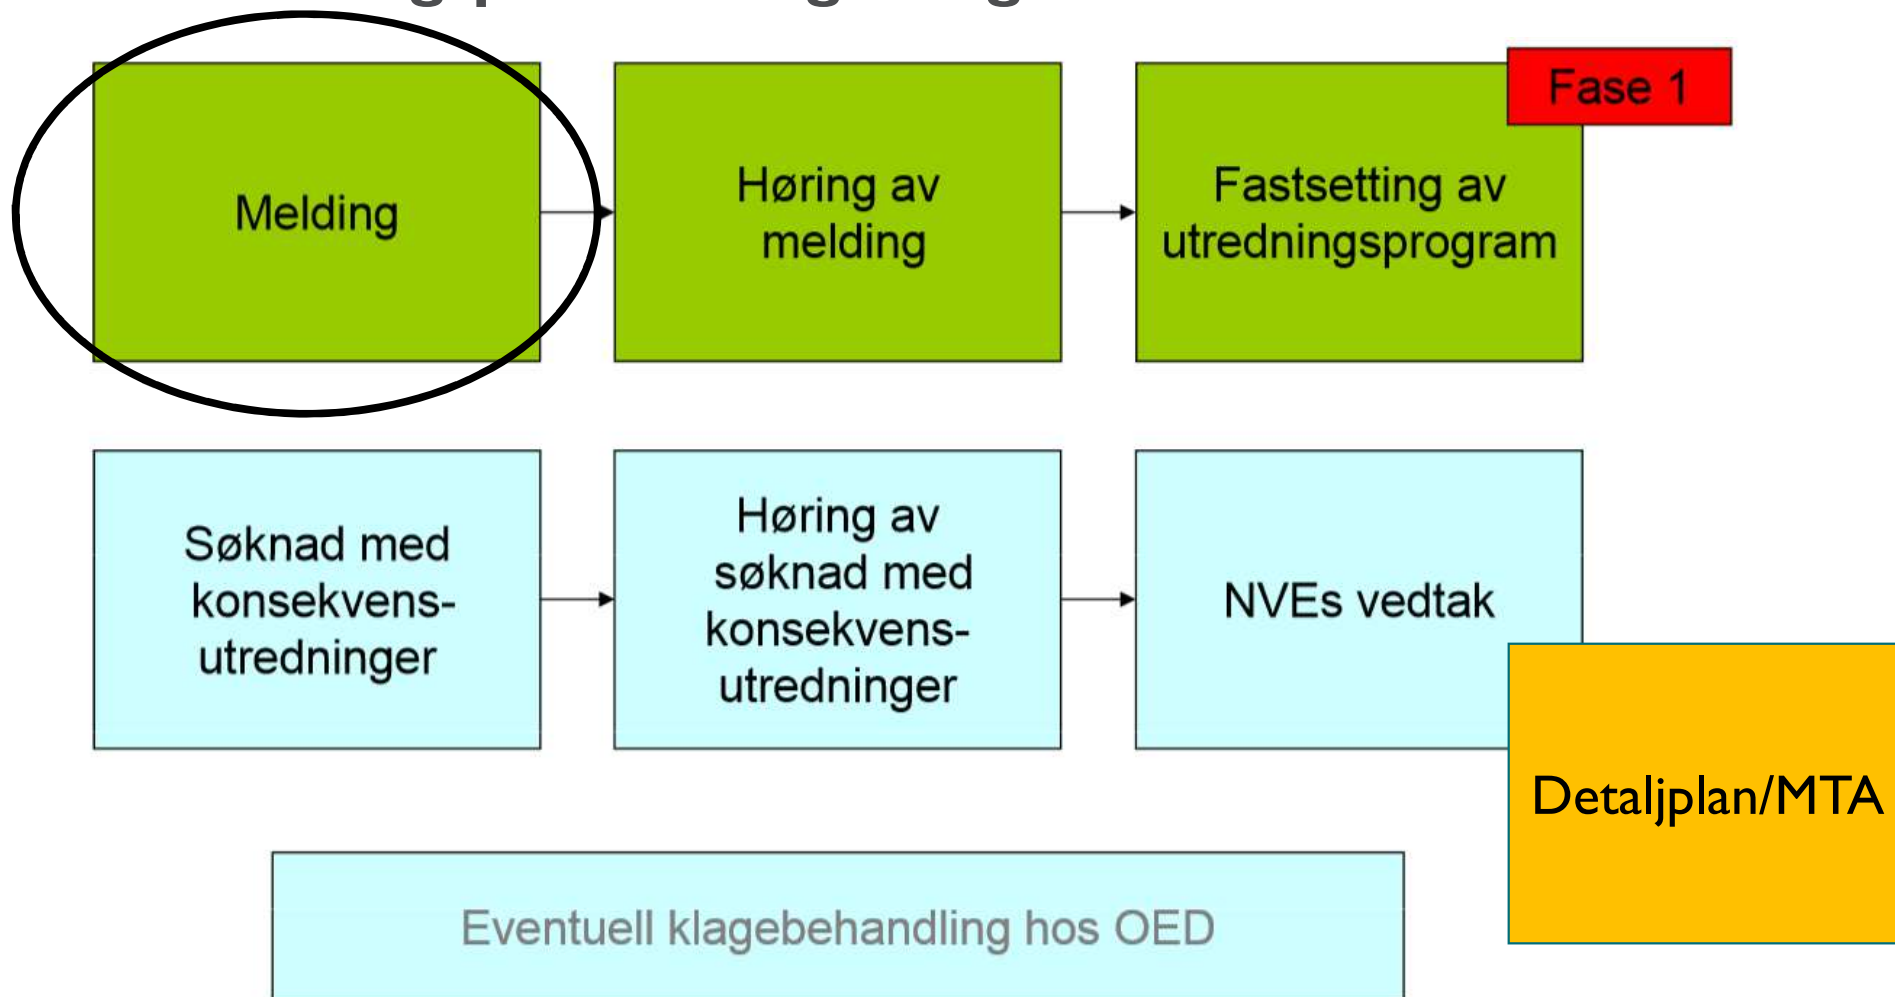 Fase 1
Melding
Høring av
melding
Fastsetting av
utredningsprogram
Søknad med
konsekvens-
utredninger
Høring av
søknad med
konsekvens-
utredninger
NVEs vedtak
Detaljplan/MTA
Eventuell klagebehandling hos OED